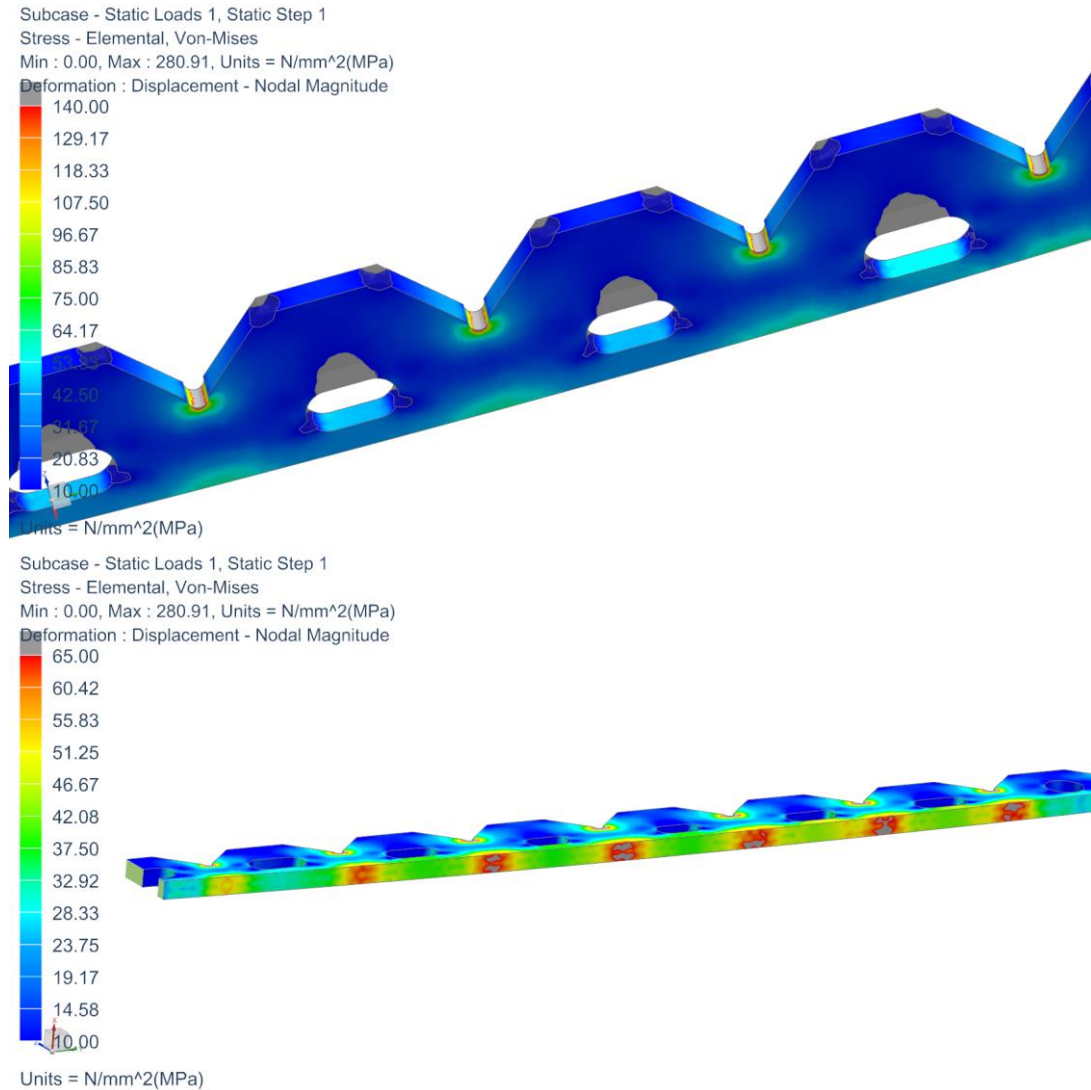 Subcase - Static Loads 1, Static Step 1
Stress - Elemental, Von-Mises
Min : 0.00, Max : 280.91, Units = N/mm^2(MPa)
Deformation : Displacement - Nodal Magnitude
140.00
129.17
118.33
107.50
96.67
85.83
75.00
64.17
53.33
42.50
31.67
20.83
10.00
Units = N/mm^2(MPa)
Subcase - Static Loads 1, Static Step 1
Stress - Elemental, Von-Mises
Min : 0.00, Max : 280.91, Units = N/mm^2(MPa)
Deformation : Displacement - Nodal Magnitude
65.00
60.42
55.83
51.25
46.67
42.08
37.50
32.92
28.33
23.75
19.17
14.58
10.00
Units = N/mm^2(MPa)